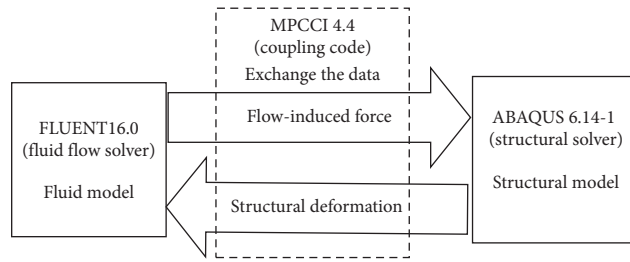 MPCCI 4.4
(coupling code)
Exchange the data
FLUENT16.0
(fluid flow solver)
Fluid model
Flow-induced force
Structural deformation
ABAQUS 6.14-1
(structural solver)
Structural model